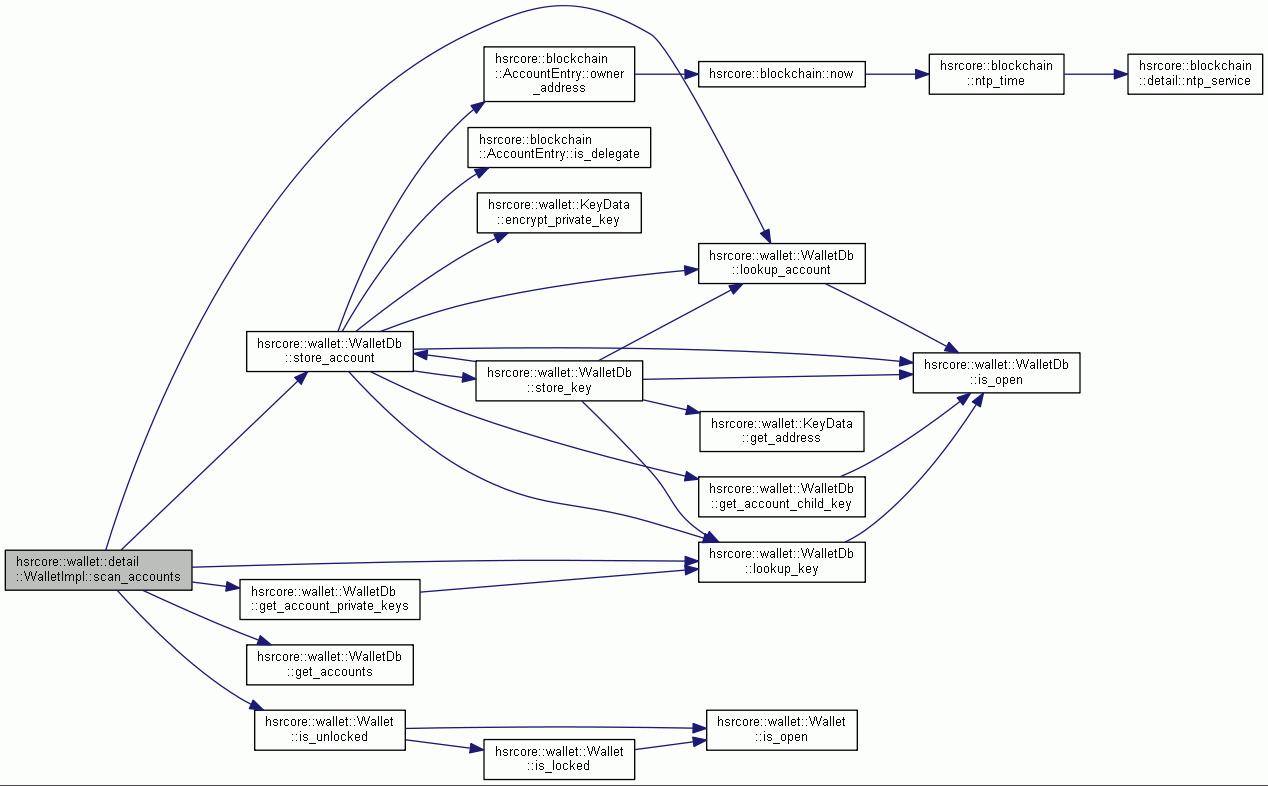 hsrcore::blockchain
::AccountEntry::owner
_address
hsrcore::blockchain::now
hsrcore::blockchain
::ntp_time
hsrcore::blockchain
::detail::ntp_service
hsrcore::blockchain
::AccountEntry::is_delegate
hsrcore::wallet::KeyData
::encrypt_private_key
hsrcore::wallet::WalletDb
::lookup_account
hsrcore::wallet::WalletDb
::store_account
hsrcore::wallet::WalletDb
::store_key
hsrcore::wallet::WalletDb
::is_open
hsrcore::wallet::KeyData
::get_address
hsrcore::wallet::WalletDb
::get_account_child_key
hsrcore::wallet::detail
::WalletImpl::scan_accounts
hsrcore::wallet::WalletDb
::lookup_key
hsrcore::wallet::WalletDb
::get_account_private_keys
hsrcore::wallet::WalletDb
::get_accounts
hsrcore::wallet::Wallet
::is_unlocked
hsrcore::wallet::Wallet
::is_locked
hsrcore::wallet::Wallet
::is_open